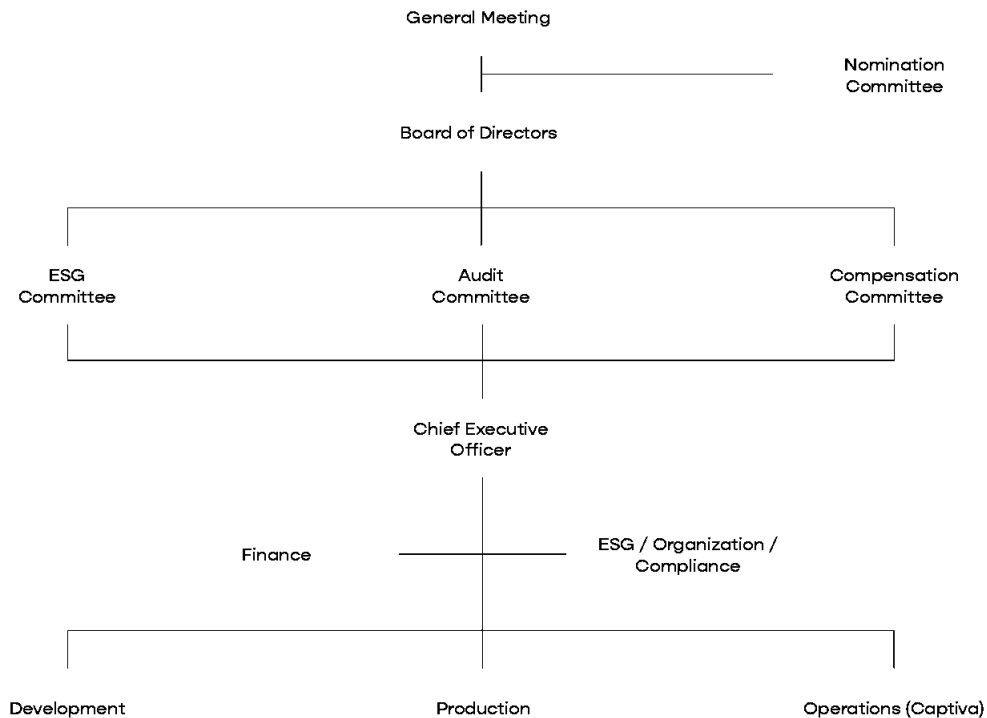 General Meeting
Nomination
Committee
Board of Directors
ESG
Committee
Audit
Committee
Compensation
Committee
Chief Executive
Officer
Finance
ESG / Organization /
Compliance
Development
Production
Operations (Captiva)